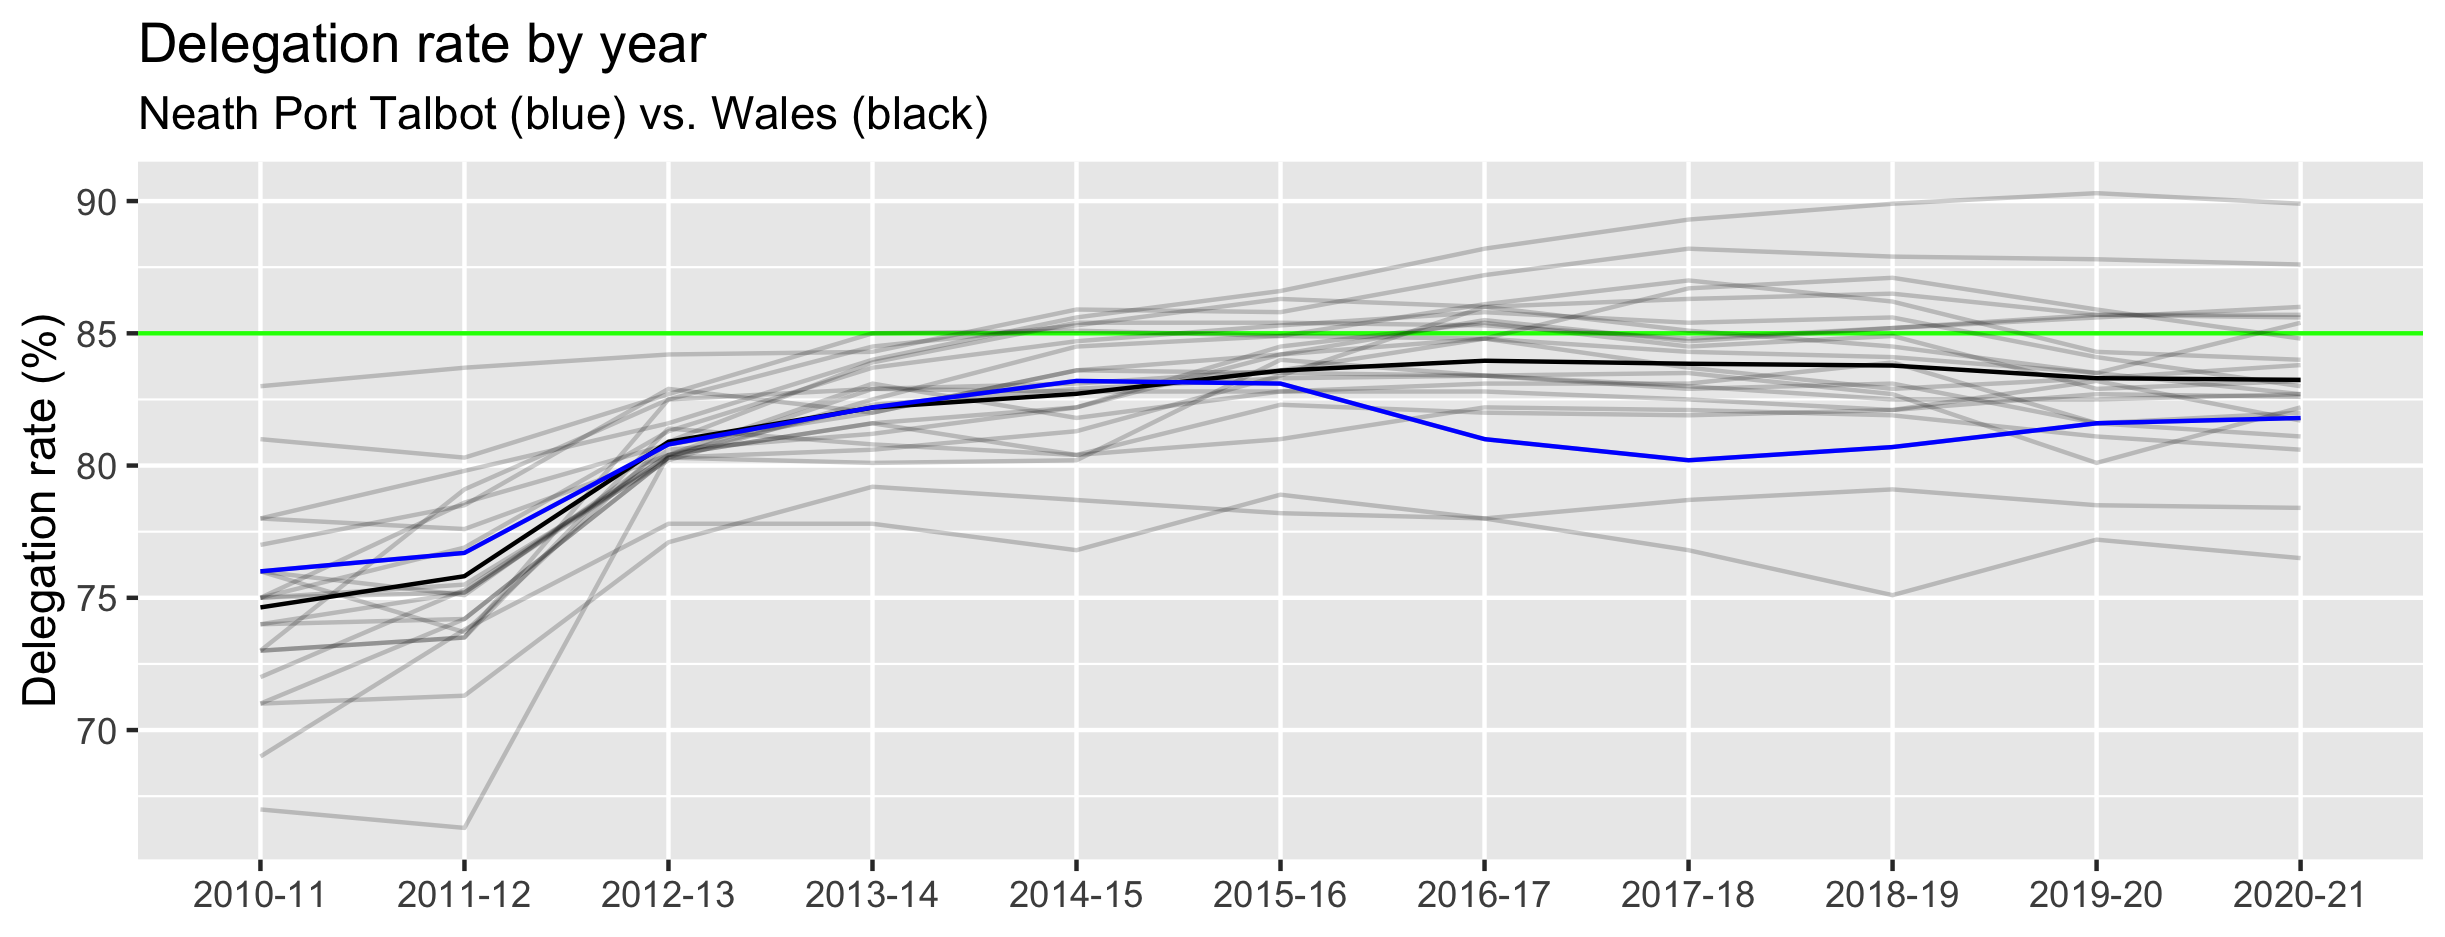 Delegation rate by year
Neath Port Talbot (blue) vs. Wales (black)
Delegation rate (%)
90
85
80
75
70
2010-11 2011-12 2012-13 2013-14 2014-15 2015-16 2016-17 2017-18 2018-19 2019-20 2020-21